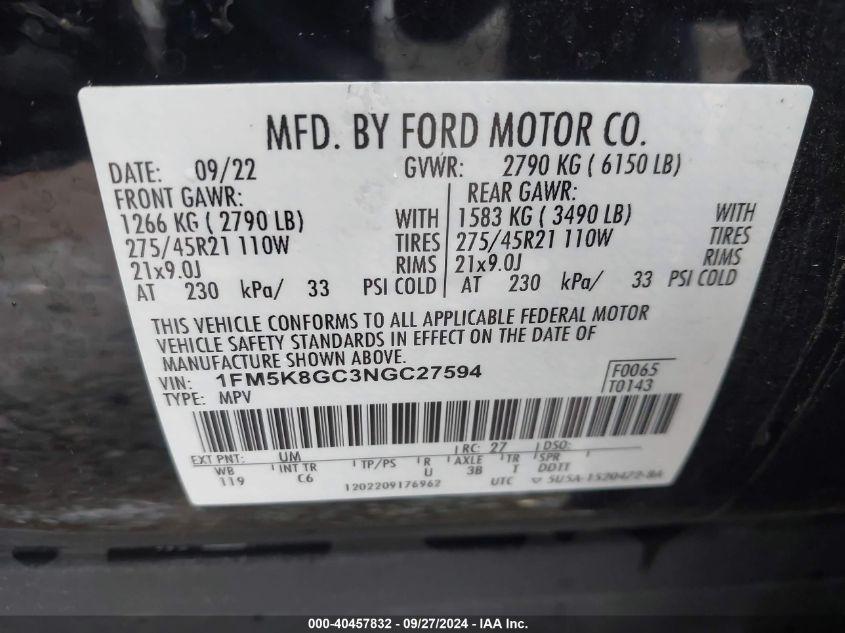 MFD. BY FORD MOTOR CO.
DATE: 09/22 GVWR: 2790 KG ( 6150 LB)
FRONT GAWR: REAR GAWR:
1266 KG ( 2790 LB) WITH 1583 KG ( 3490 LB) WITH
275/45R21 110W TIRES 275/45R21 110W TIRES
21x9.0J RIMS 21x9.0J RIMS
AT 230 kPa/ 33 PSI COLD AT 230 kPa/ 33 PSI COLD
THIS VEHICLE CONFORMS TO ALL APPLICABLE FEDERAL MOTOR
VEHICLE SAFETY STANDARDS IN EFFECT ON THE DATE OF
MANUFACTURE SHOWN ABOVE.
VIN: 1FM5K8GC3NGC27594 F0065
TYPE: MPV T0143
EXT PNT: UM RC: 27 DSO:
WB INT TR TP/PS R AXLE TR SPR
119 C6 U 3B T DDTT
1202209176962 UTC 5U5A-1520472-BA
000-40457832 - 09/27/2024 - IAAI.com